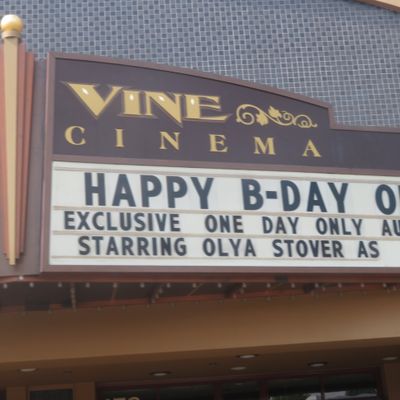 VINE
CINEMA
HAPPY B-DAY
EXCLUSIVE ONE DAY ONLY
STARRING OLYA STOVER AS